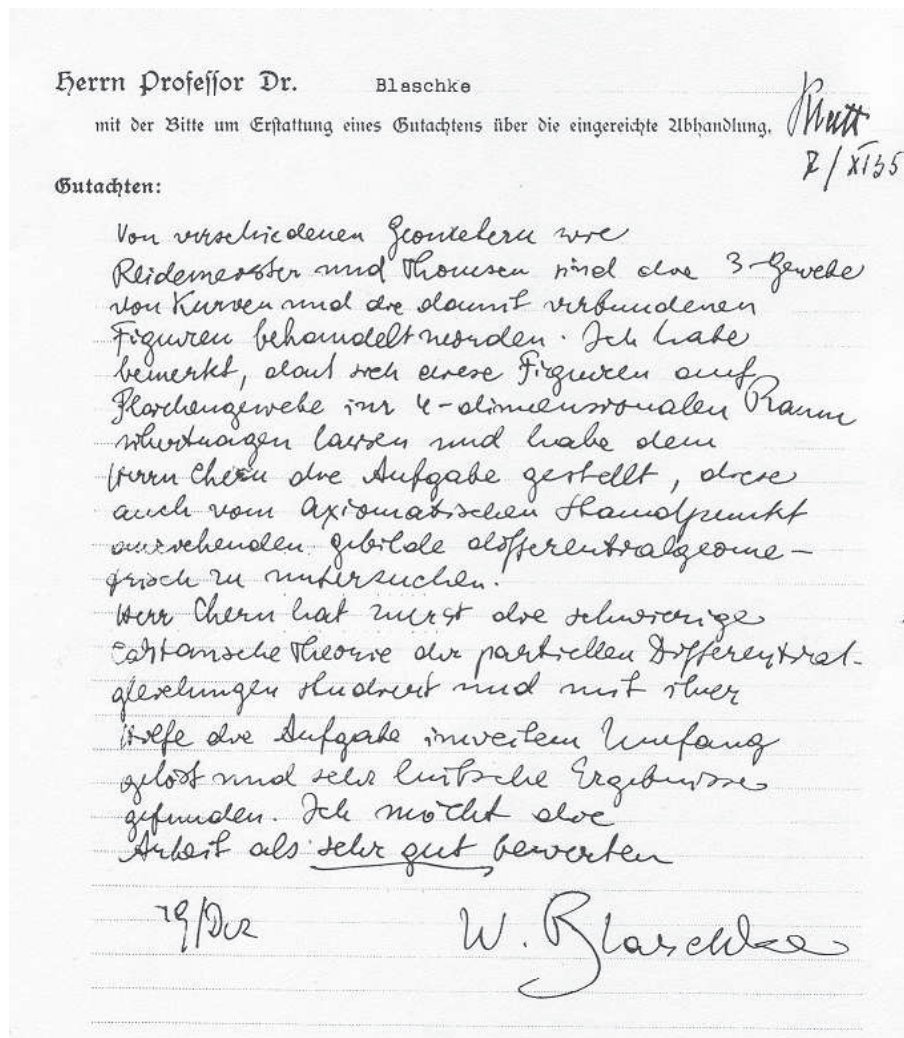 Herrn Professor Dr. Blaschke
mit der Bitte um Erstattung eines Gutachtens über die eingereichte Abhandlung.
7/XI 35
Gutachten:
Von verschiedenen Geometern wie
Reidemeister und Thomsen sind die 3-Gewebe
von Kurven und die damit verbundenen
Figuren behandelt worden. Ich habe
bemerkt, dass sich diese Figuren auf
Flächengewebe im 4-dimensionalen Raum
übertragen lassen und habe dem
Herrn Chern die Aufgabe gestellt, diese
auch vom axiomatischen Standpunkt
anziehenden Gebilde differentialgeome-
trisch zu untersuchen.
Herr Chern hat zuerst die schwierige
Cartansche Theorie der partiellen Differential-
gleichungen studiert und mit ihrer
Hilfe die Aufgabe in weitem Umfang
gelöst und sehr hübsche Ergebnisse
gefunden. Ich möcht die
Arbeit als sehr gut bewerten
19/Dez W. Blaschke